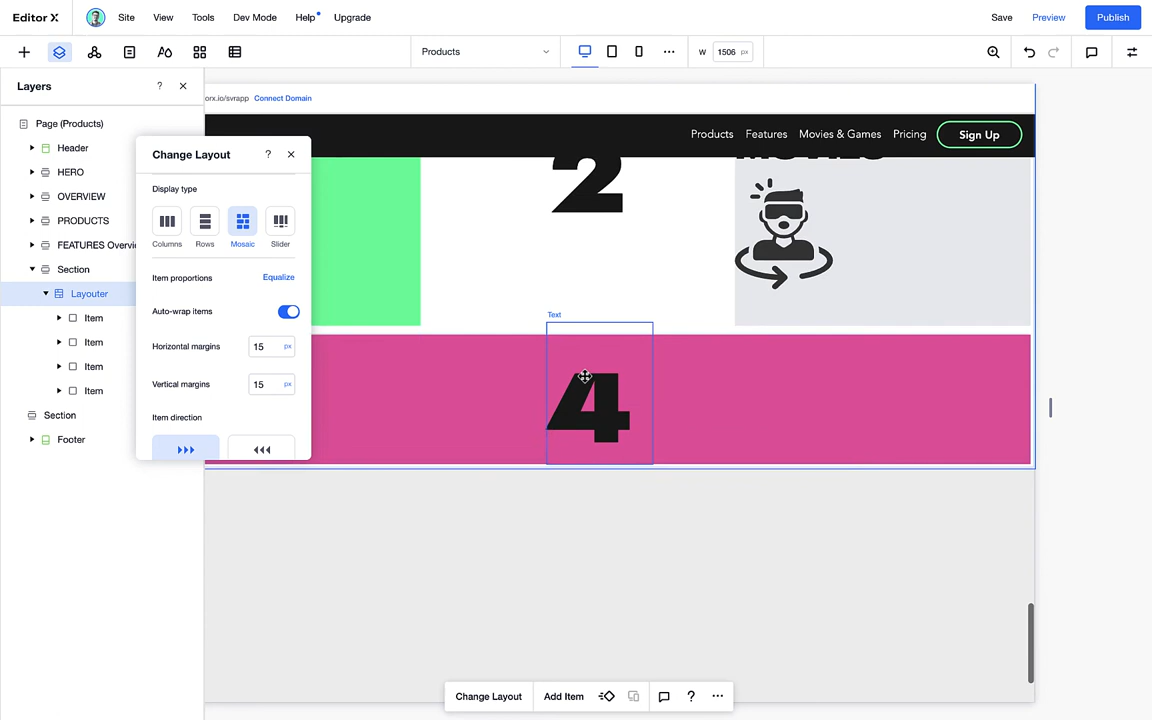 Editor X
Site
View
Tools
Dev Mode
Help
Upgrade
Save
Preview
Publish
Products
W 1506 px
Layers
?
orx.io/svrapp Connect Domain
Page (Products)
Header
HERO
OVERVIEW
PRODUCTS
FEATURES Overvi
Section
Layouter
Item
Item
Item
Item
Section
Footer
Change Layout
?
Display type
Columns
Rows
Mosaic
Slider
Item proportions
Equalize
Auto-wrap items
Horizontal margins
15 px
Vertical margins
15 px
Item direction
Products
Features
Movies & Games
Pricing
Sign Up
2
Text
4
Change Layout
Add Item
?